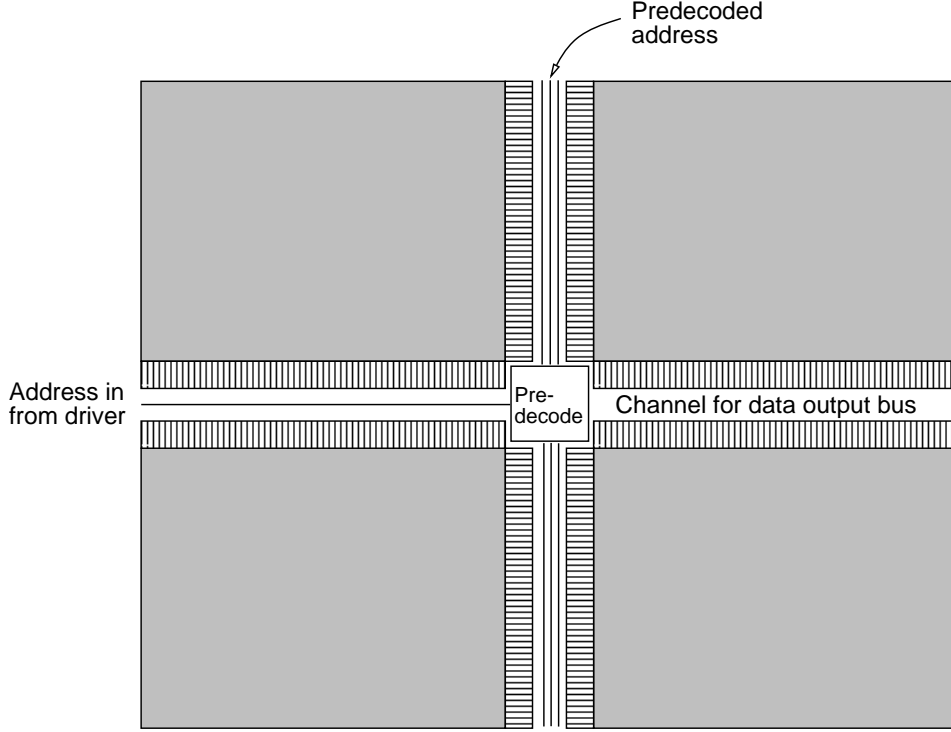 Predecoded
address
Address in
from driver
Pre-
decode
Channel for data output bus